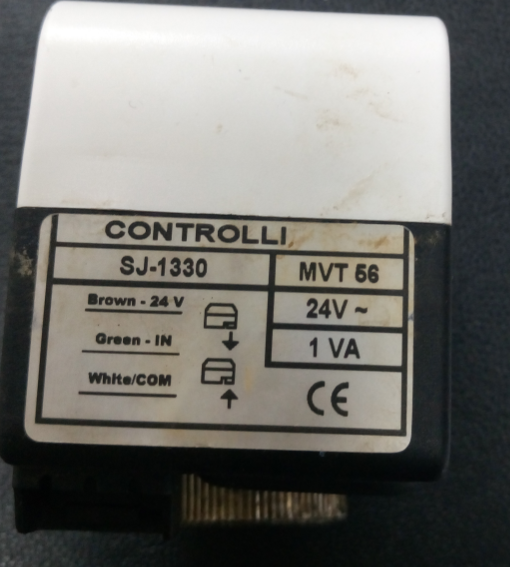 CONTROLLI
SJ-1330
MVT 56
Brown - 24 V
24V ~
Green - IN
1 VA
White/COM
CE